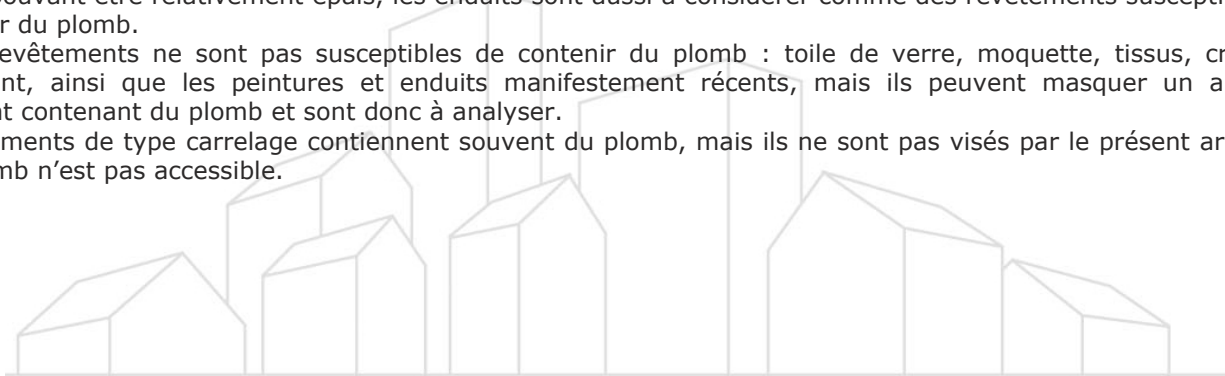 ouvant être relativement épais, les enduits sont aussi à considérer comme des revêtements suscepti
r du plomb.
evêtements ne sont pas susceptibles de contenir du plomb : toile de verre, moquette, tissus, cr
nt, ainsi que les peintures et enduits manifestement récents, mais ils peuvent masquer un a
t contenant du plomb et sont donc à analyser.
ments de type carrelage contiennent souvent du plomb, mais ils ne sont pas visés par le présent ar
mb n’est pas accessible.